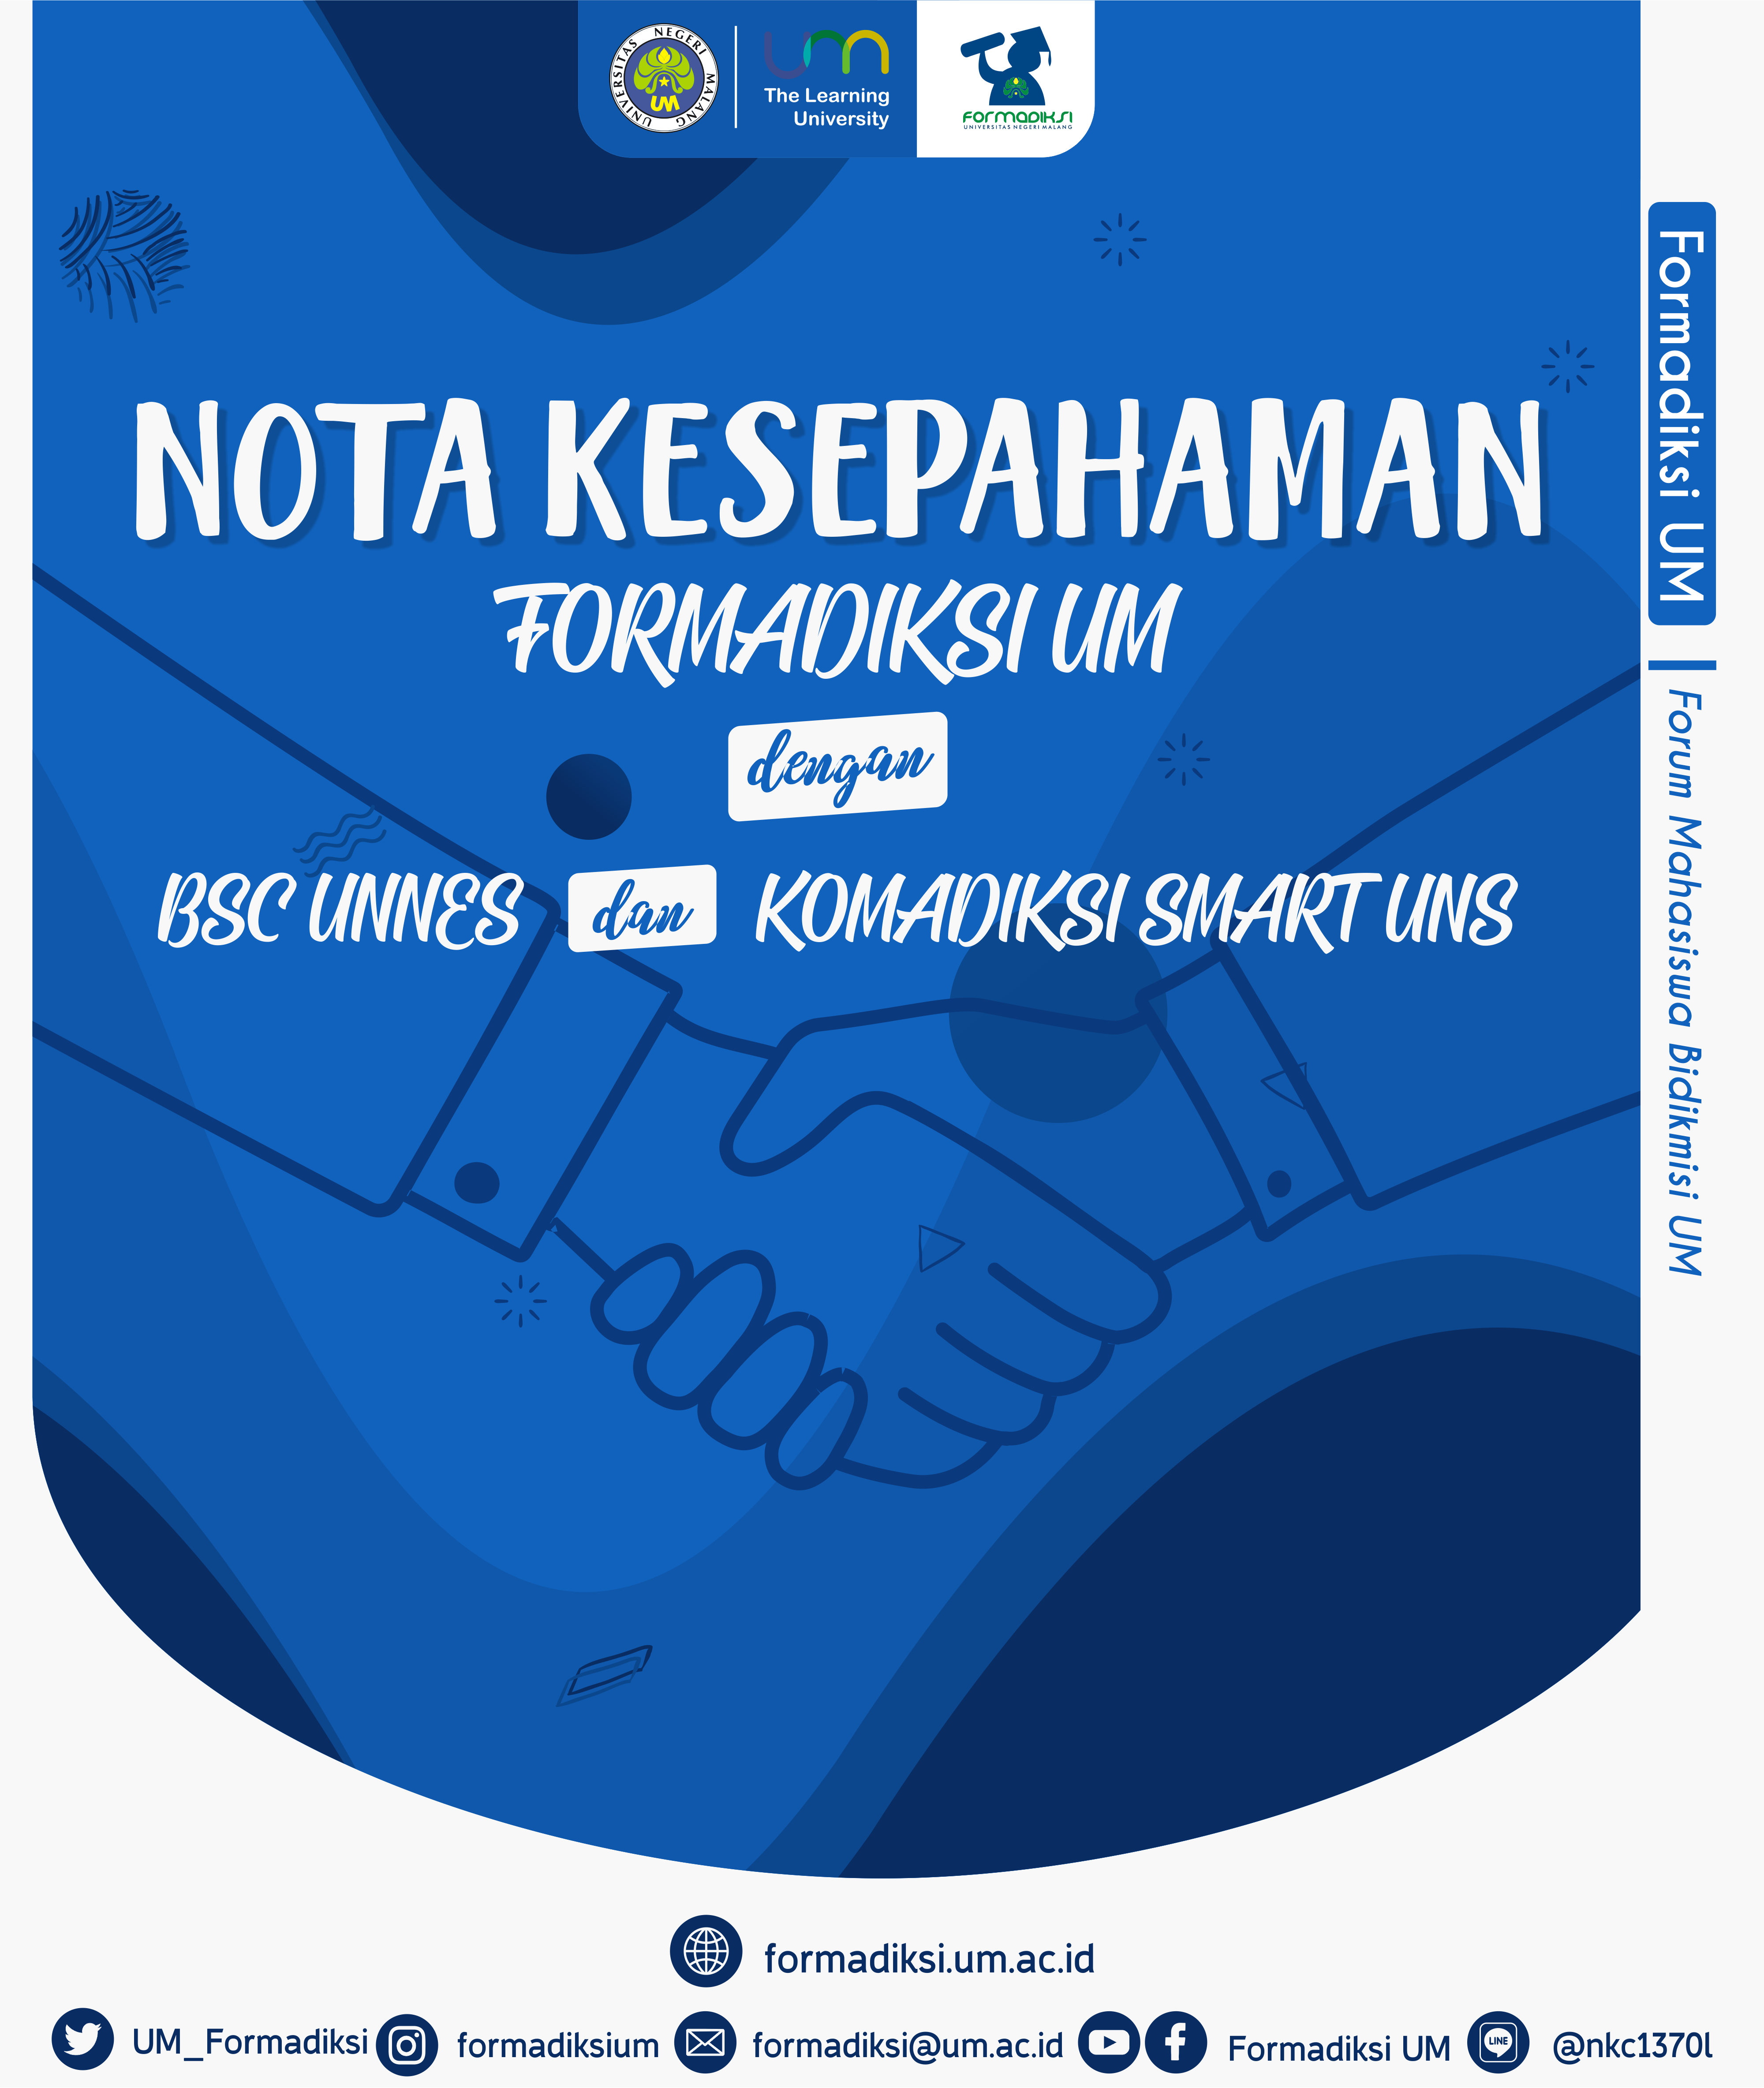 UNIVERSITAS NEGERI MALANG
UM
um
The Learning
University
FORMADIKSI
UNIVERSITAS NEGERI MALANG
NOTA KESEPAHAMAN
FORMADIKSI UM
dengan
BSC UNNES dan KOMADIKSI SMART UNS
Formadiksi UM | Forum Mahasiswa Bidikmisi UM
formadiksi.um.ac.id
UM_Formadiksi formadiksium formadiksi@um.ac.id Formadiksi UM LINE @nkc1370l